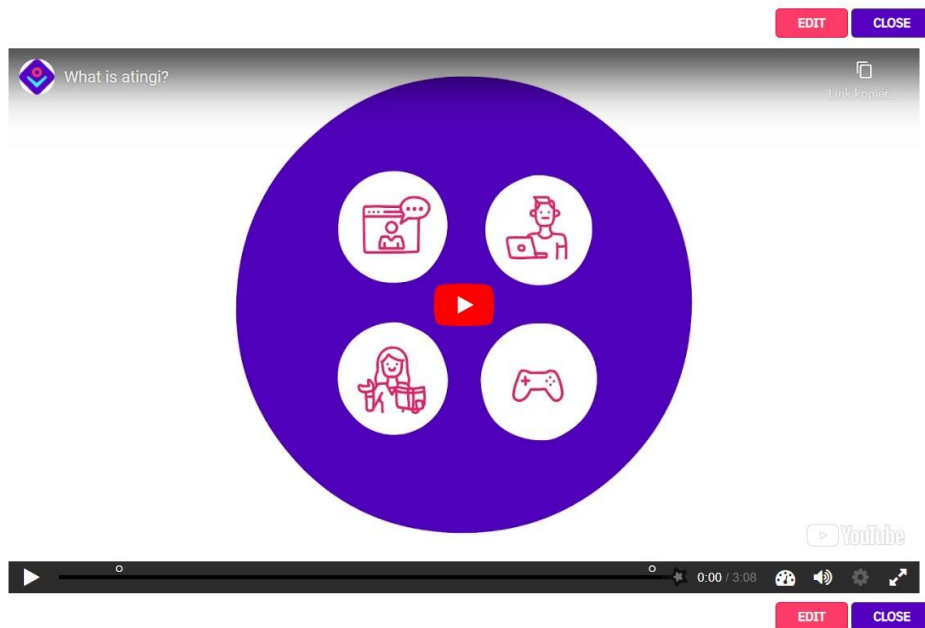 EDIT CLOSE
What is atingi?
Link kopier...
YouTube
0:00 / 3:08
EDIT CLOSE